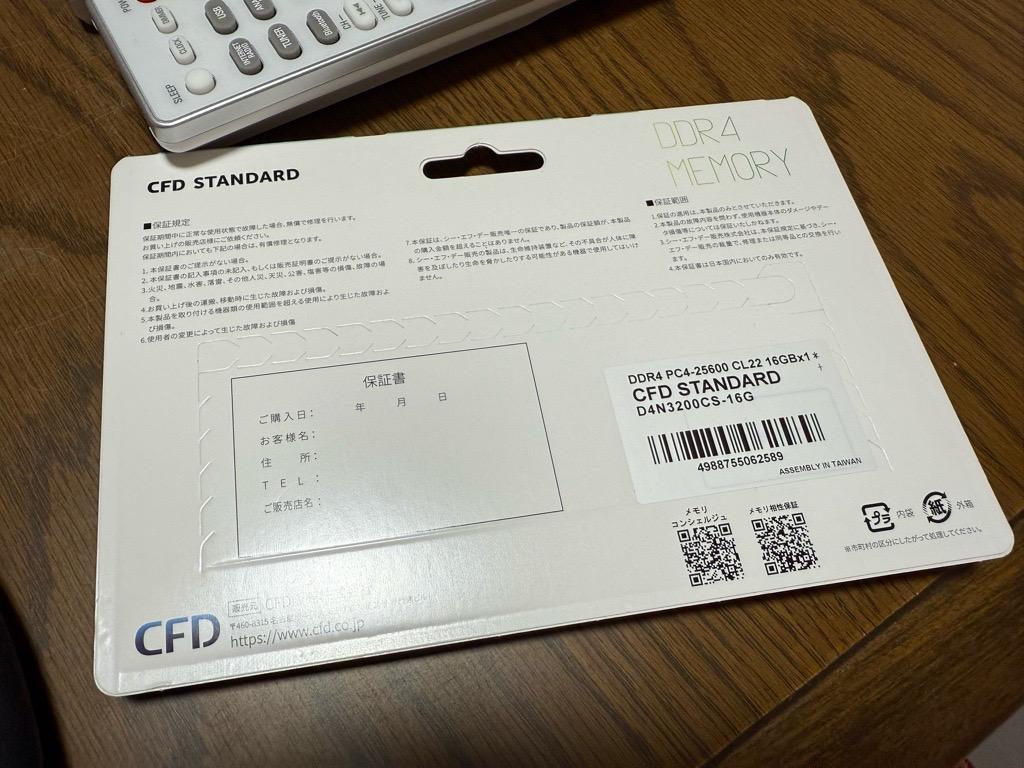 POW
DIMMER
USB
AM
CLOCK
INTERNET
RADIO
TUNER
Bluetooth
CH
TUNE
SLEEP
CFD STANDARD
DDR4
MEMORY
■保証規定
保証期間中に正常な使用状態で故障した場合、無償で修理を行います。
お買い上げの販売店様にご依頼ください。
保証期間内においても下記の場合は、有償修理となります。
1. 本保証書のご提示がない場合。
2. 本保証書の記入事項の未記入、もしくは販売証明書のご提示がない場合。
3. 火災、地震、水害、落雷、その他人災、天災、公害、塩害等の損傷、故障の場
合。
4. お買い上げ後の運搬、移動時に生じた故障および損傷。
5. 本製品を取り付ける機器類の使用範囲を超える使用により生じた故障およ
び損傷。
6. 使用者の変更によって生じた故障および損傷
7. 本保証は、シー・エフ・デー販売唯一の保証であり、製品の保証額が、本製品
の購入金額を超えることはありません。
8. シー・エフ・デー販売の製品は、生命維持装置など、その不具合が人体に障
害を及ぼしたり生命を脅かしたりする可能性がある機器で使用してはいけ
ません。
■保証範囲
1. 保証の適用は、本製品のみとさせていただきます。
2. 本製品の故障内容を問わず、使用機器本体のダメージやデー
タ損傷等については保証いたしかねます。
3. シー・エフ・デー販売株式会社は、本保証規定に基づき、シー・
エフ・デー販売の裁量で、修理または同等品との交換を行い
ます。
4. 本保証書は日本国内においてのみ有効です。
保証書
ご購入日： 年 月 日
お客様名：
住 所：
T E L ：
ご販売店名：
DDR4 PC4-25600 CL22 16GBx1 *
†
CFD STANDARD
D4N3200CS-16G
4988755062589
ASSEMBLY IN TAIWAN
メモリ
コンシェルジュ
メモリ相性保証
プラ
内袋
紙
外箱
※市町村の区分にしたがって処理してください。
CFD
販売元 CFD
〒460-8315 名古屋
https://www.cfd.co.jp